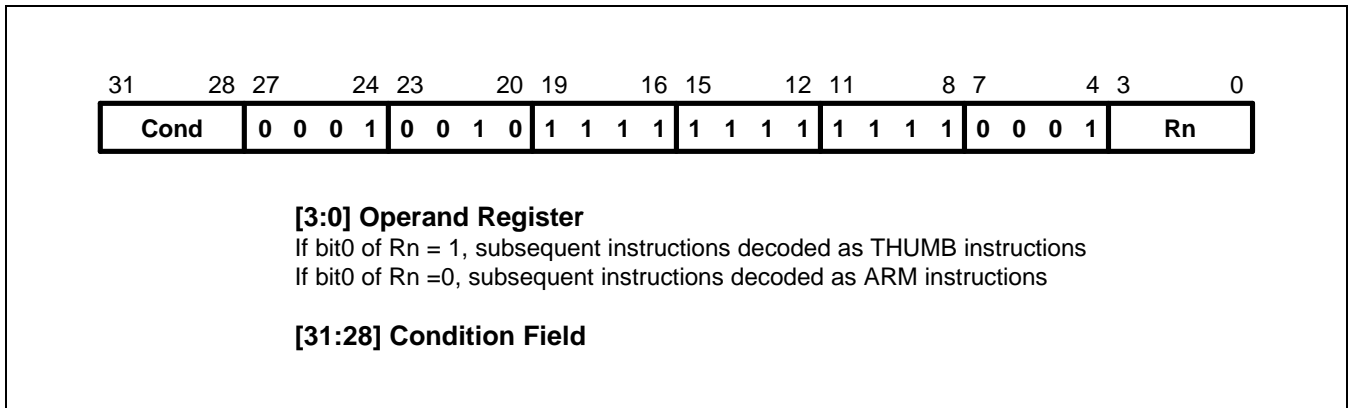 31 28 27 24 23 20 19 16 15 12 11 8 7 4 3 0
Cond 0 0 0 1 0 0 1 0 1 1 1 1 1 1 1 1 1 1 1 1 0 0 0 1 Rn
[3:0] Operand Register
If bit0 of Rn = 1, subsequent instructions decoded as THUMB instructions
If bit0 of Rn =0, subsequent instructions decoded as ARM instructions
[31:28] Condition Field